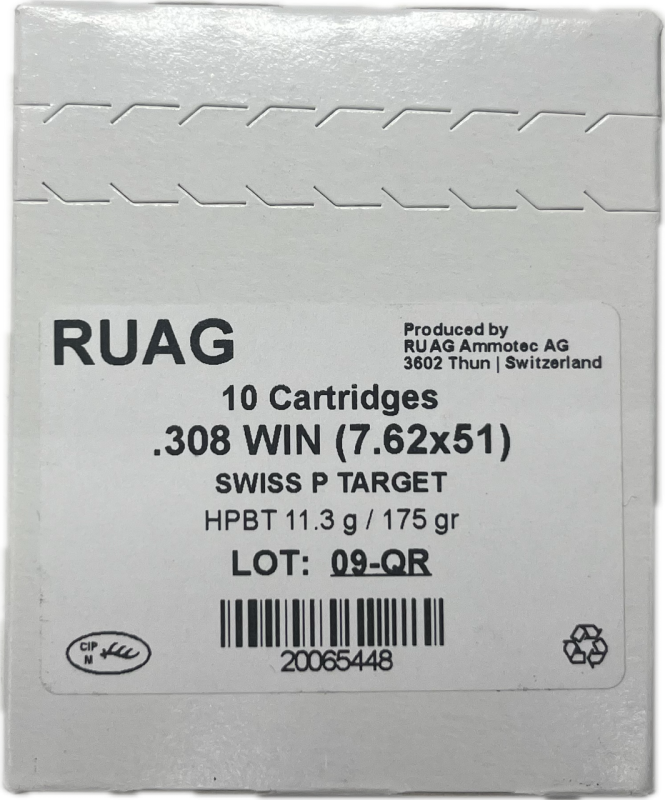 RUAG
Produced by
RUAG Ammotec AG
3602 Thun | Switzerland
10 Cartridges
.308 WIN (7.62x51)
SWISS P TARGET
HPBT 11.3 g / 175 gr
LOT: 09-QR
20065448
CIP
M